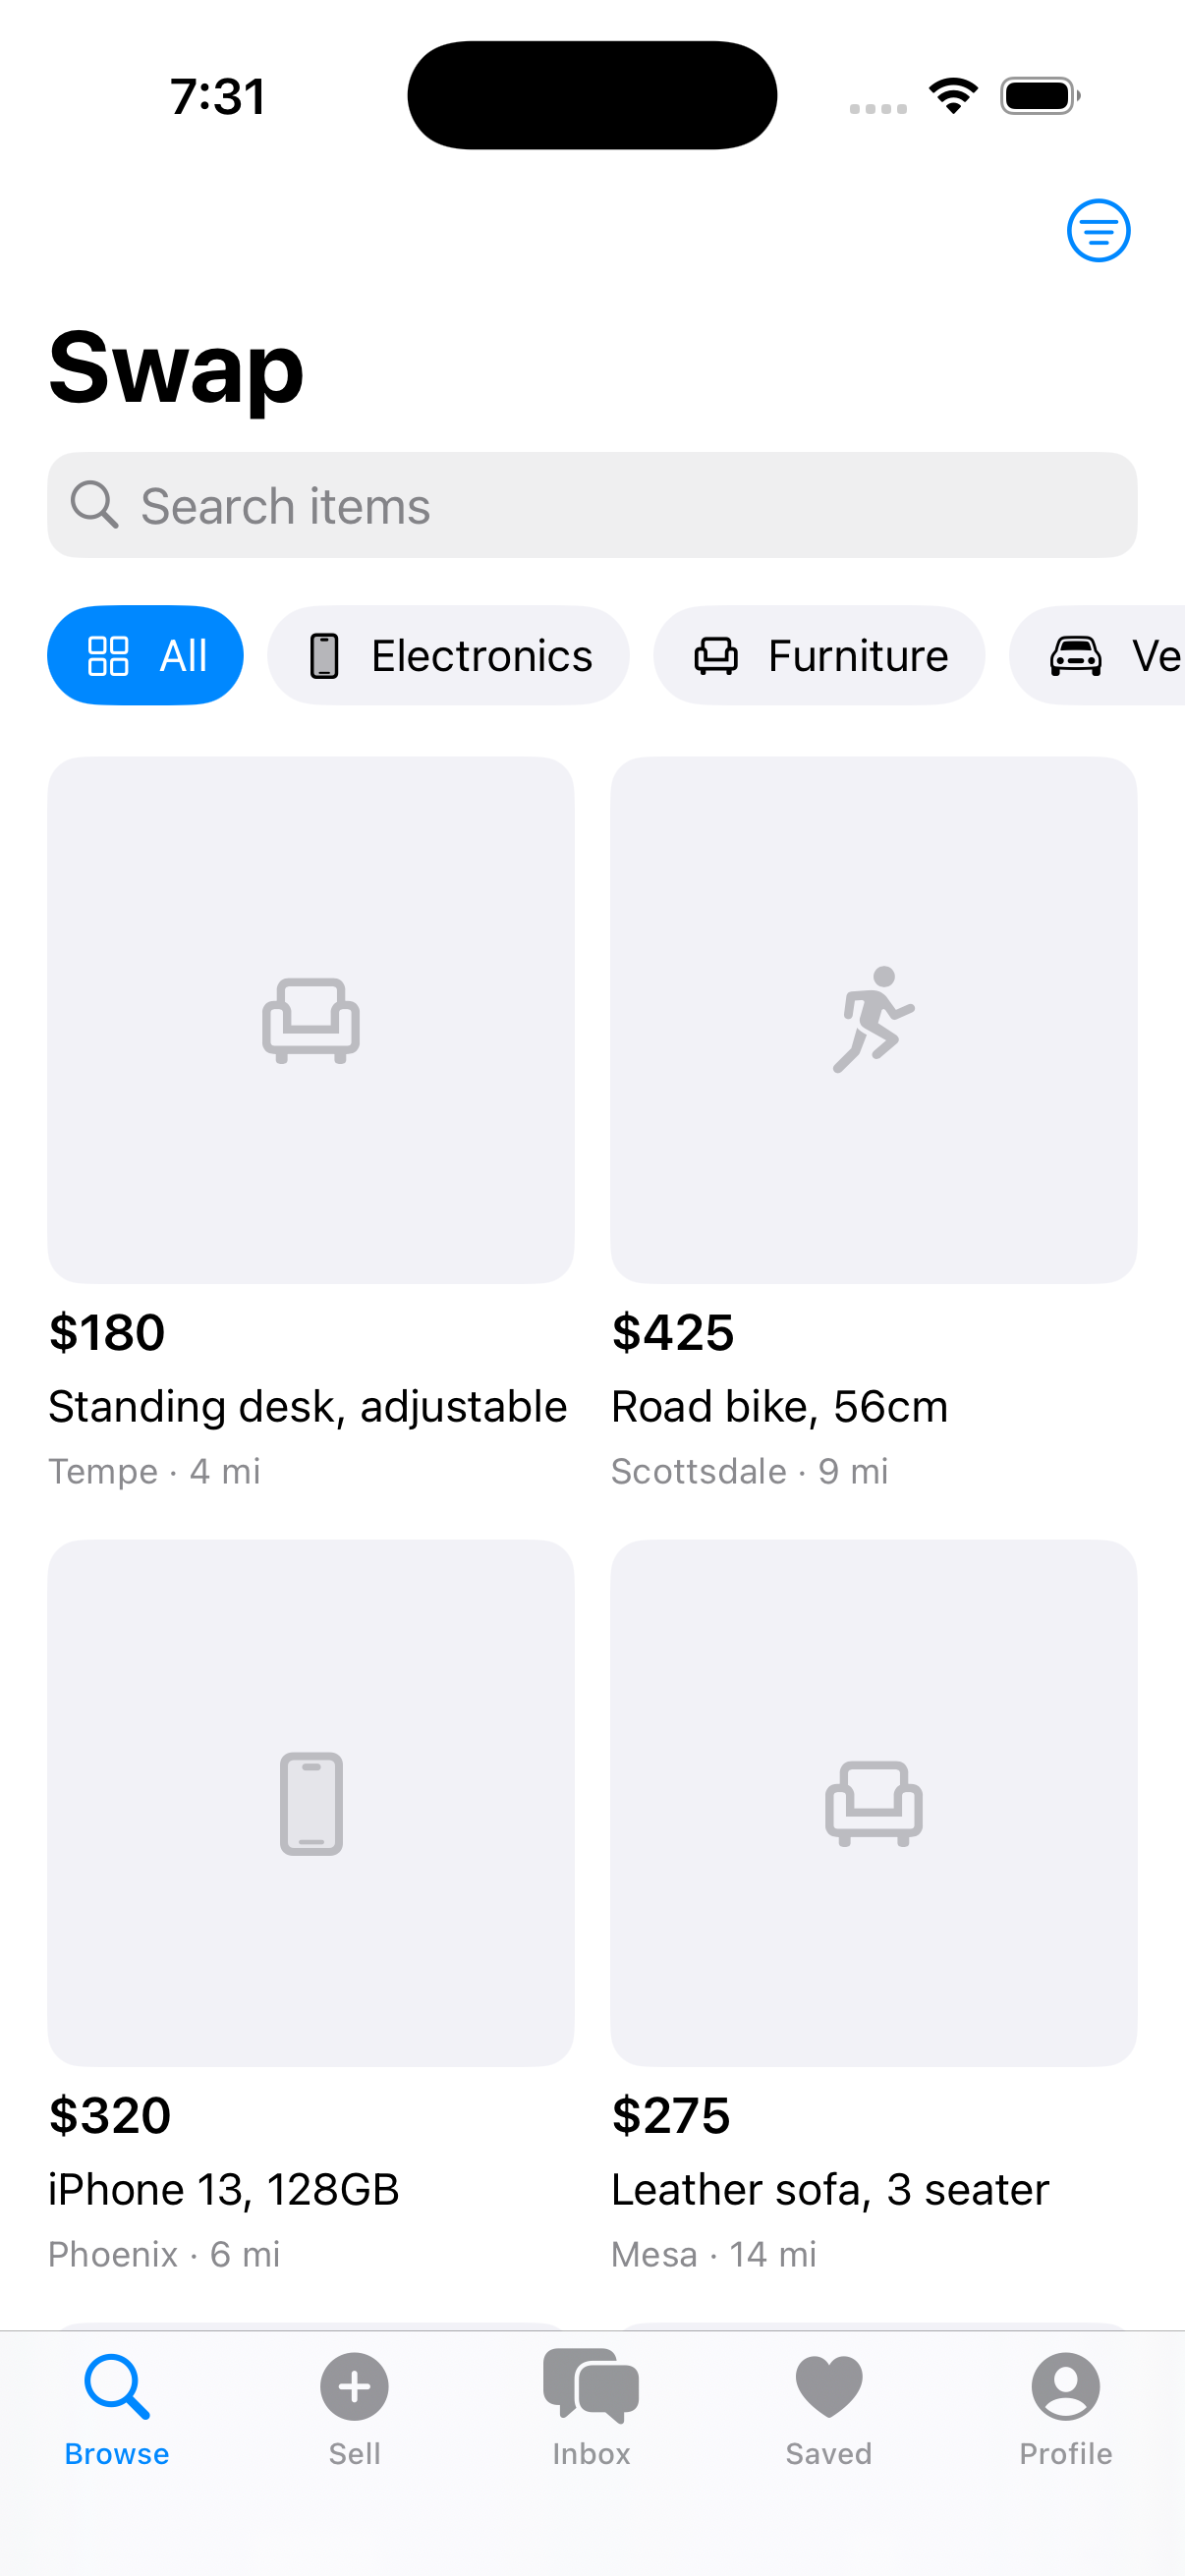 7:31
Swap
Search items
All
Electronics
Furniture
Ve
$180
$425
Standing desk, adjustable
Road bike, 56cm
Tempe · 4 mi
Scottsdale · 9 mi
$320
$275
iPhone 13, 128GB
Leather sofa, 3 seater
Phoenix · 6 mi
Mesa · 14 mi
Browse
Sell
Inbox
Saved
Profile